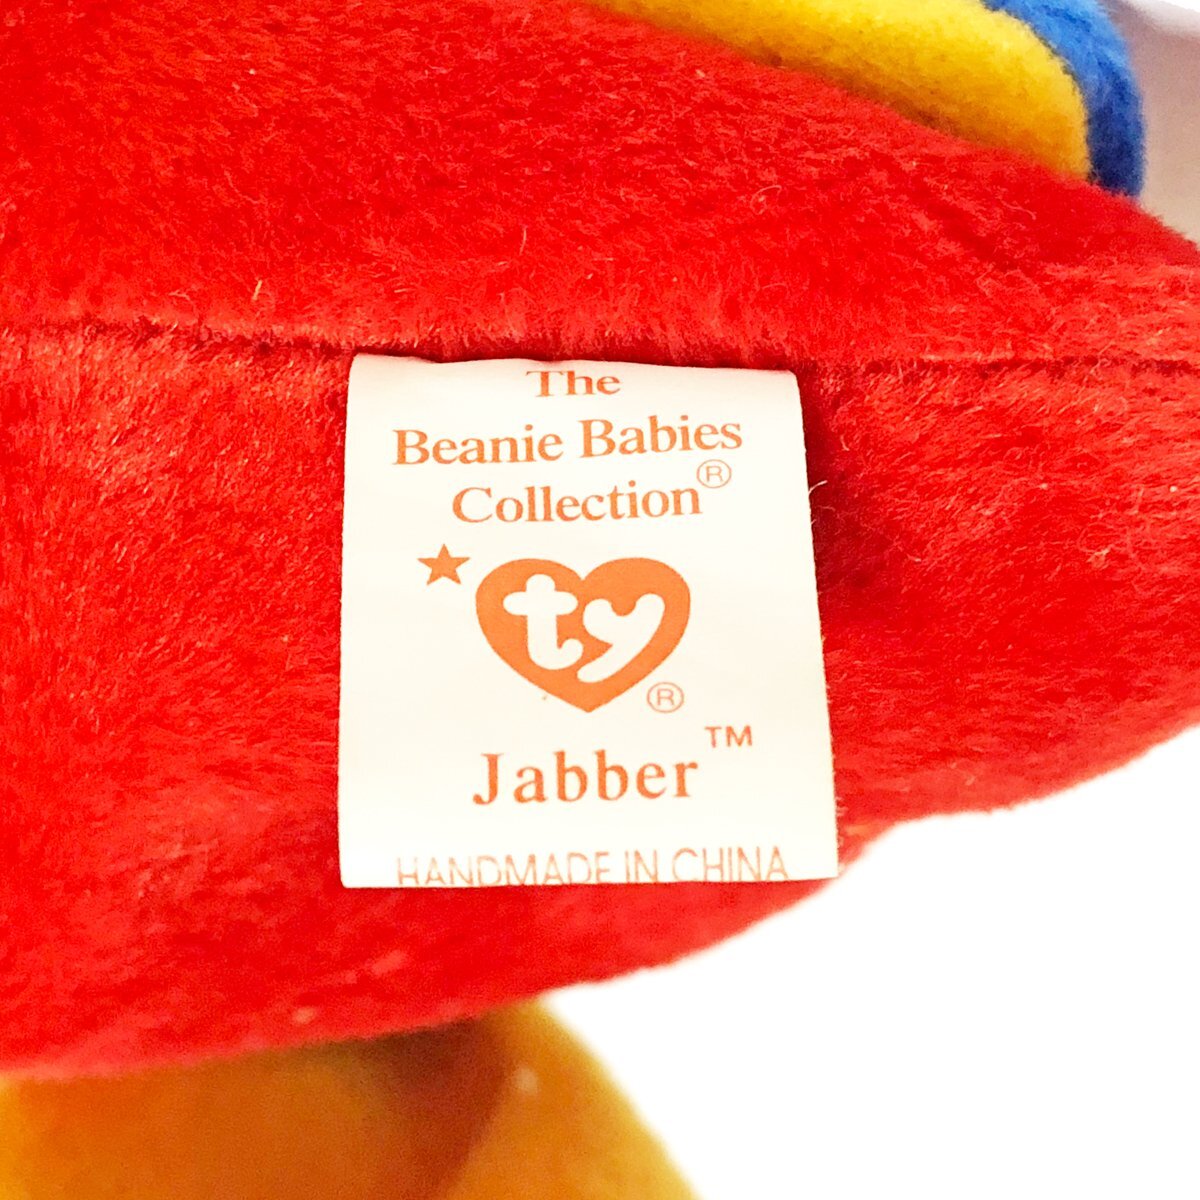 The
Beanie Babies
Collection®
★ ty®
Jabber™
HANDMADE IN CHINA